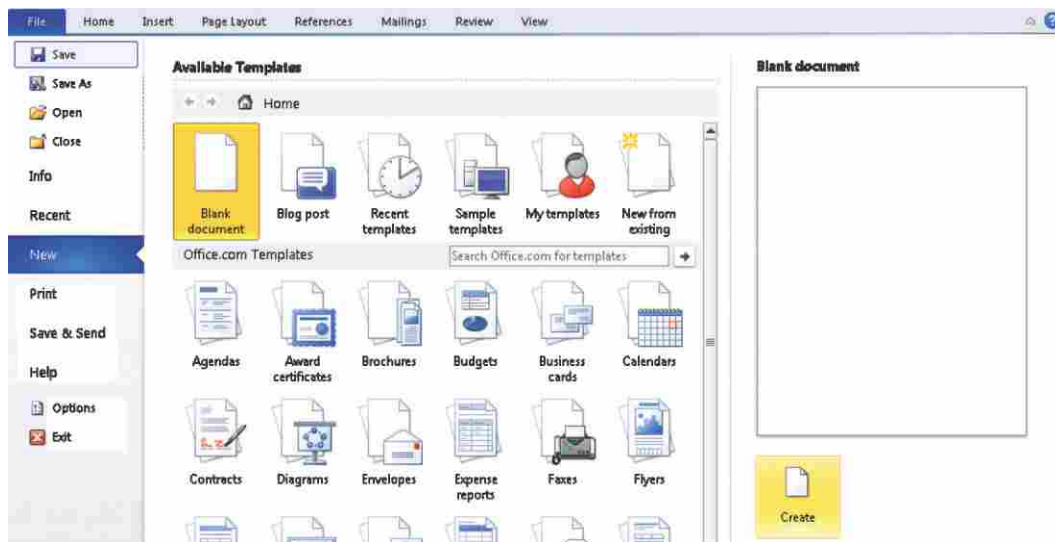 File Home Insert Page Layout References Mailings Review View
Save
Save As
Open
Close
Info
Recent
New
Print
Save & Send
Help
Options
Exit
Available Templates
Home
Blank document
Blog post
Recent templates
Sample templates
My templates
New from existing
Office.com Templates
Search Office.com for templates
Agendas
Award certificates
Brochures
Budgets
Business cards
Calendars
Contracts
Diagrams
Envelopes
Expense reports
Faxes
Flyers
Blank document
Create